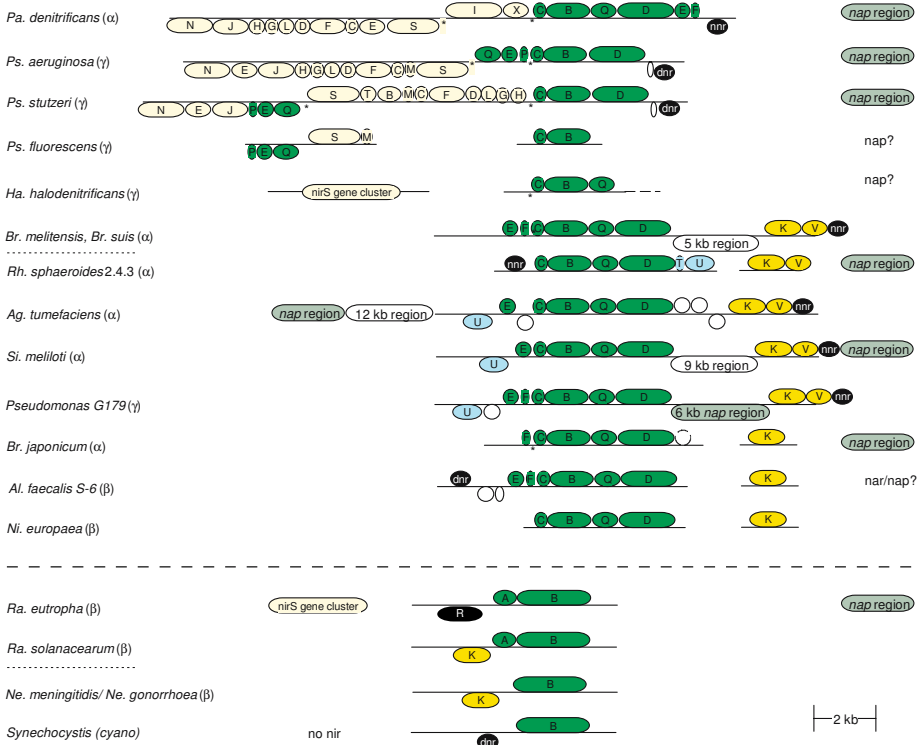 I X C B Q D E F
Pa. denitrificans (α) * * nap region
N J H G L D F C E S nnr
Q E F C B D
Ps. aeruginosa (γ) * * nap region
N E J H G L D F C M S dnr
S T B M C F D L G H C B D
Ps. stutzeri (γ) * * nap region
N E J F E Q dnr
S M C B
Ps. fluorescens (γ) nap?
F E Q
C B Q
Ha. halodenitrificans (γ) nirS gene cluster * nap?
E F C B Q D K V nnr
Br. melitensis, Br. suis (α)
5 kb region
nnr C B Q D T U K V
Rh. sphaeroides 2.4.3 (α) nap region
E C B Q D K V nnr
Ag. tumefaciens (α) nap region 12 kb region
U
E C B Q D K V nnr nap region
Si. meliloti (α)
U 9 kb region
E F C B Q D K V nnr
Pseudomonas G179 (γ)
U 6 kb nap region
F C B Q D K nap region
Br. japonicum (α) *
dnr E F C B Q D K
Al. faecalis S-6 (β) nar/nap?
C B Q D K
Ni. europaea (β)
A B
Ra. eutropha (β) nirS gene cluster nap region
R
A B
Ra. solanacearum (β)
K
B
Ne. meningitidis/ Ne. gonorrhoea (β)
K
2 kb
B
Synechocystis (cyano) no nir
dnr